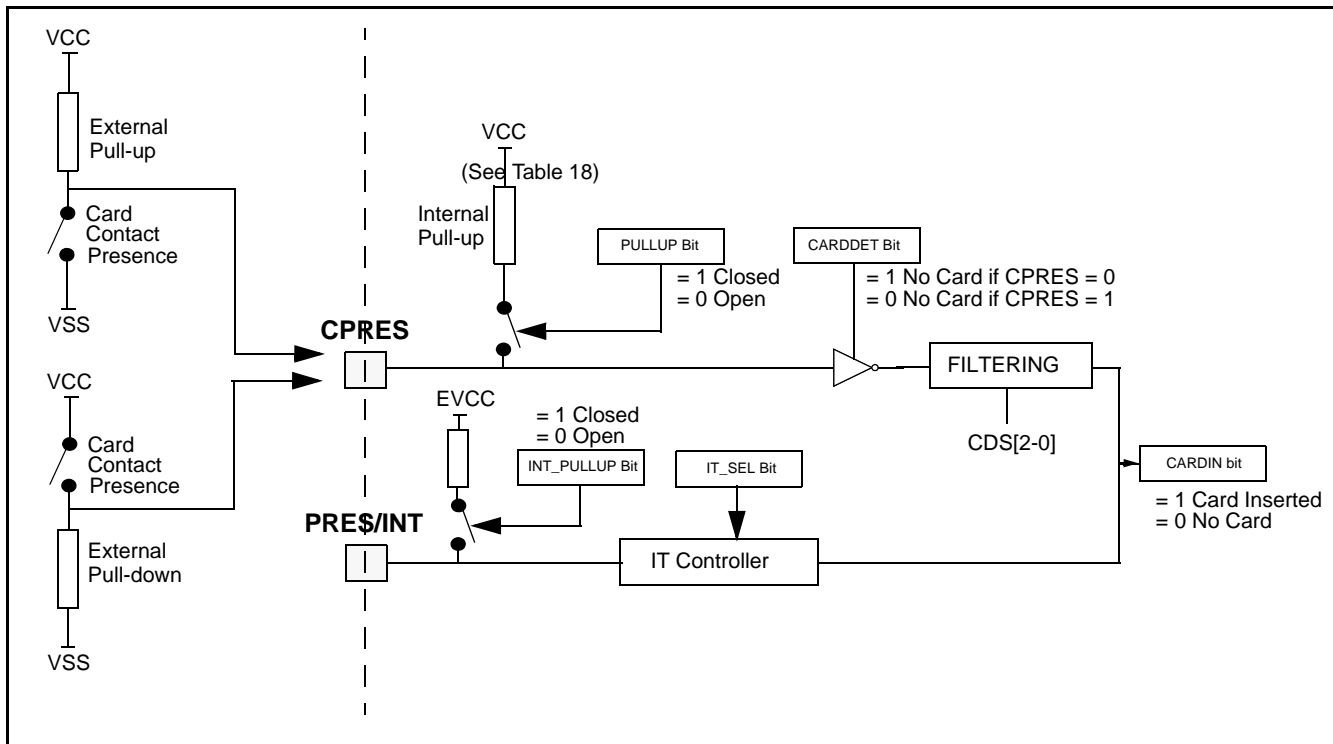 VCC
External
Pull-up
Card
Contact
Presence
VSS
VCC
Card
Contact
Presence
External
Pull-down
VSS
VCC
(See Table 18)
Internal
Pull-up
PULLUP Bit
= 1 Closed
= 0 Open
CARDDET Bit
= 1 No Card if CPRES = 0
= 0 No Card if CPRES = 1
CPRES
FILTERING
CDS[2-0]
EVCC
= 1 Closed
= 0 Open
INT_PULLUP Bit
IT_SEL Bit
PRES/INT
IT Controller
CARDIN bit
= 1 Card Inserted
= 0 No Card